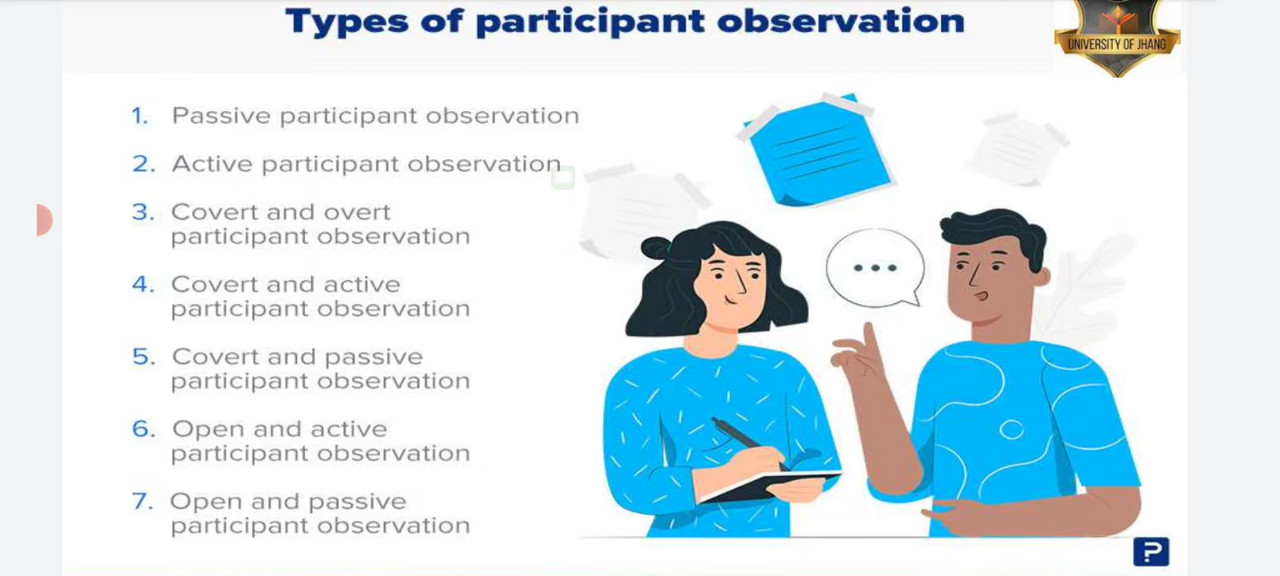 Types of participant observation
UNIVERSITY OF JHANG
1. Passive participant observation
2. Active participant observation
3. Covert and overt
participant observation
4. Covert and active
participant observation
5. Covert and passive
participant observation
6. Open and active
participant observation
7. Open and passive
participant observation